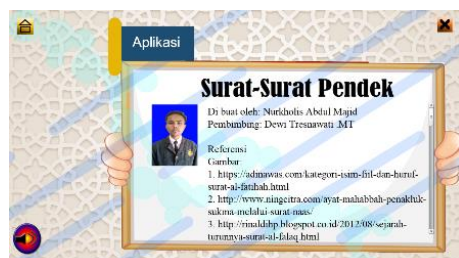 Aplikasi
Surat-Surat Pendek
Di buat oleh: Nurkholis Abdul Majid
Pembimbing: Dewi Tresnawati .MT
Referensi
Gambar
1. https://admawas.com/kategori-isim-fiil-dan-huruf-
surat-al-fatihah.html
2. http://www.ningcitra.com/ayat-mahabbah-penakluk-
sukma-melalui-surat-naas/
3. http://rinaldihp.blogspot.co.id/2012/08/sejarah-
turunnya-surat-al-falaq.html